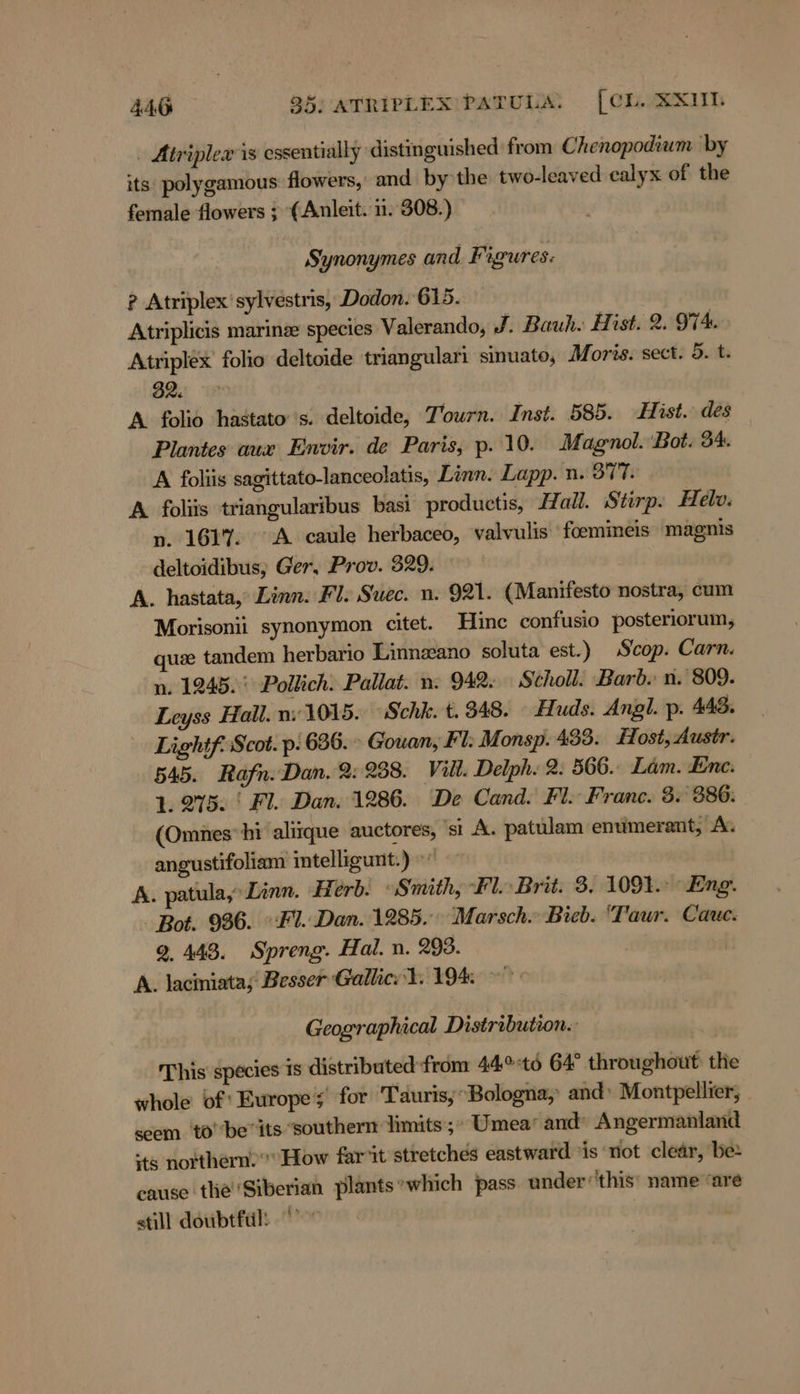 446 35. ATRIPLEX PATULA. [CL. XXIII.
Atriplex is essentially distinguished from Chenopodium by
its polygamous flowers, and by the two-leaved calyx of the
female flowers ; (Anleit. ii. 308.)
Synonymes and Figures.
? Atriplex sylvestris, Dodon. 615.
Atriplicis marinæ species Valerando, J. Bauh. Hist. 2. 974.
Atriplex folio deltoide triangulari sinuato, Moris. sect. 5. t.
32.
A folio hastato s. deltoide, Tourn. Inst. 585. Hist. des
Plantes aux Envir. de Paris, p. 10. Magnol. Bot. 34.
A foliis sagittato-lanceolatis, Linn. Lapp. n. 377.
A foliis triangularibus basi productis, Hall. Stirp. Helv.
n. 1617. A caule herbaceo, valvulis fœmineis magnis
deltoidibus, Ger. Prov. 329.
A. hastata, Linn. Fl. Suec. n. 921. (Manifesto nostra, cum
Morisonii synonymon citet. Hinc confusio posteriorum,
quæ tandem herbario Linnæano soluta est.) Scop. Carn.
n. 1245. Pollich. Pallat. n. 942. Scholl. Barb. n. 809.
Leyss Hall. n. 1015. Schk. t. 348. Huds. Angl. p. 443.
Lightf. Scot. p. 636. Gouan, Fl. Monsp. 433. Host, Austr.
545. Rafn. Dan. 2. 238. Vill. Delph. 2. 566. Lam. Enc.
1. 275. Fl. Dan. 1286. De Cand. Fl. Franc. 3. 386.
(Omnes hi aliique auctores, si A. patulam enumerant, A.
angustifoliam intelligunt.)
A. patula, Linn. Herb. Smith, Fl. Brit. 3. 1091. Eng.
Bot. 936. Fl. Dan. 1285. Marsch. Bieb. Taur. Cauc.
2. 443. Spreng. Hal. n. 293.
A. laciniata, Besser Gallic. 1. 194.
Geographical Distribution.
This species is distributed from 44° to 64° throughout the
whole of Europe ; for Tauris, Bologna, and Montpellier,
seem to be its southern limits ; Umea and Angermanland
its northern. How far it stretches eastward is not clear, be-
cause the Siberian plants which pass under this name are
still doubtful.